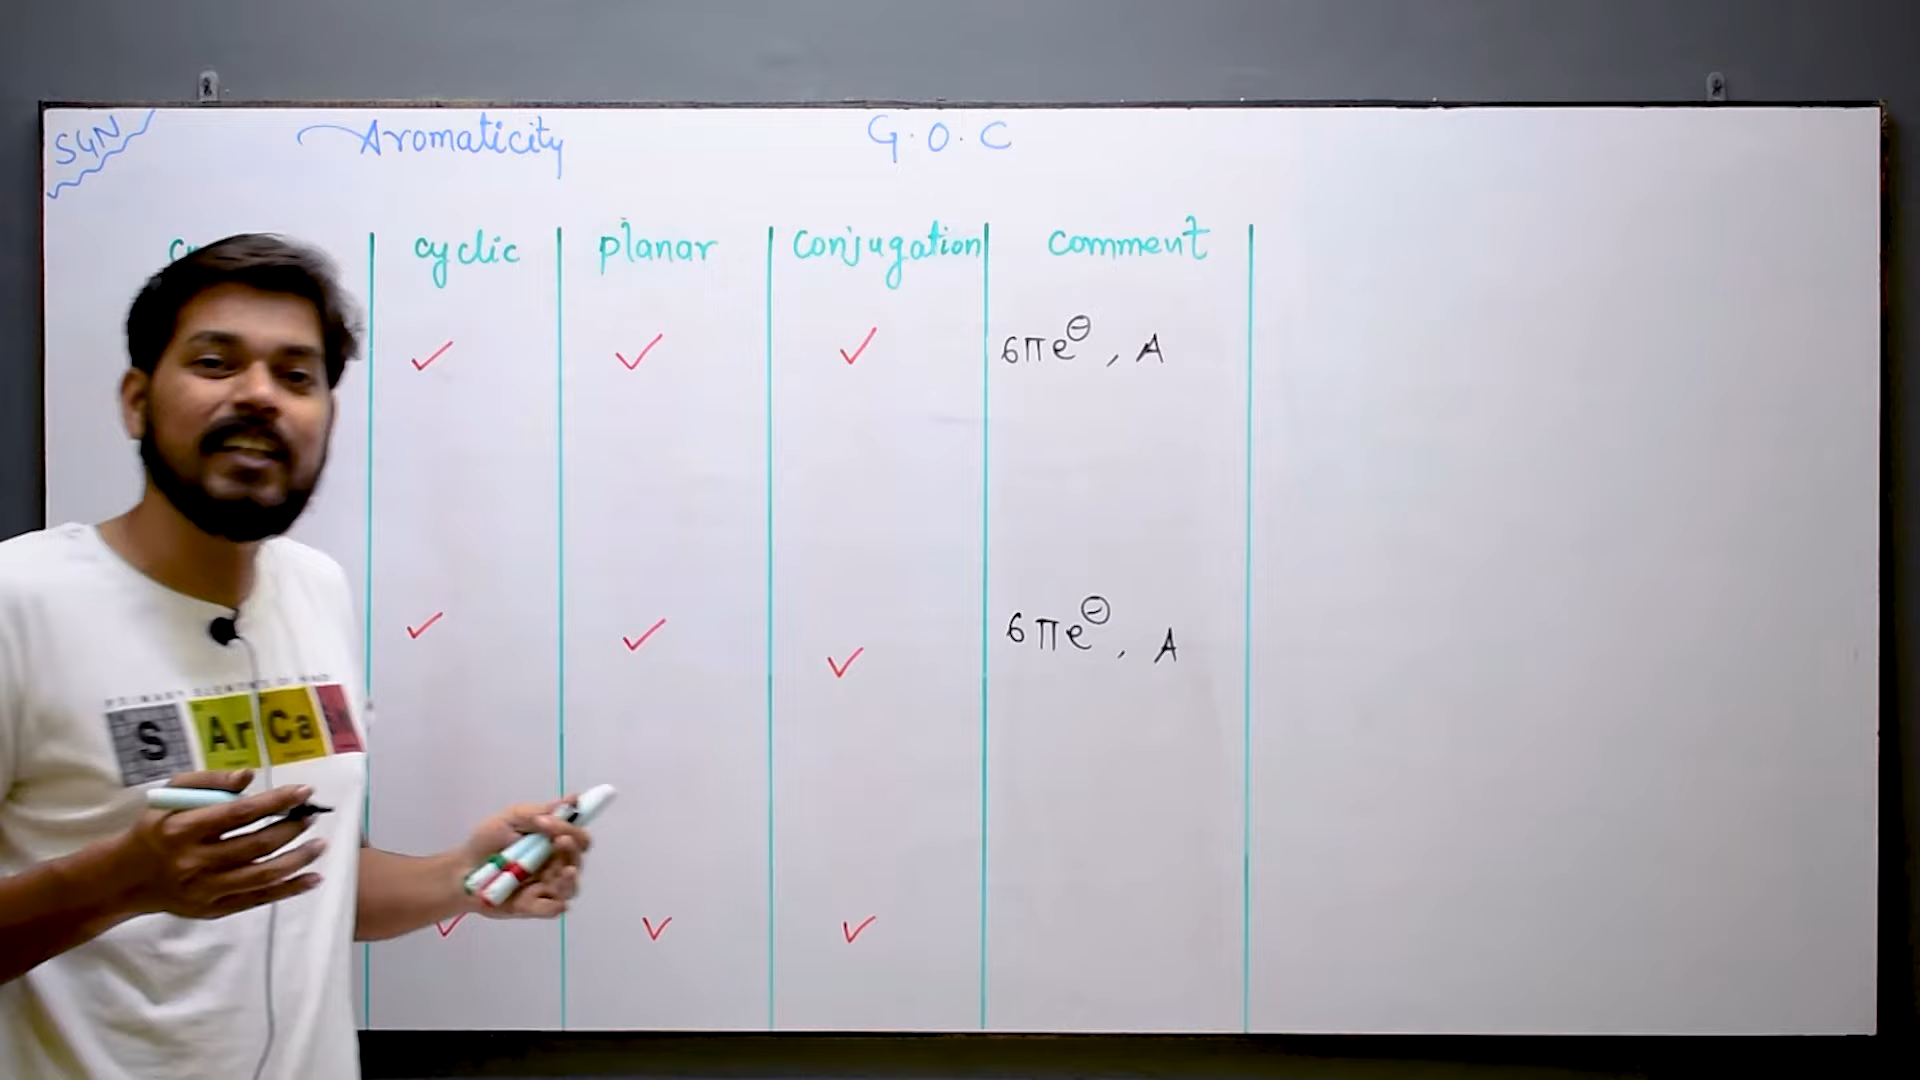 SGN
Aromaticity G.O.C
cyclic planar conjugation comment
✓ ✓ ✓ 6πe⊖, A
✓ ✓ ✓ 6πe⊖, A
✓ ✓ ✓
S Ar Ca